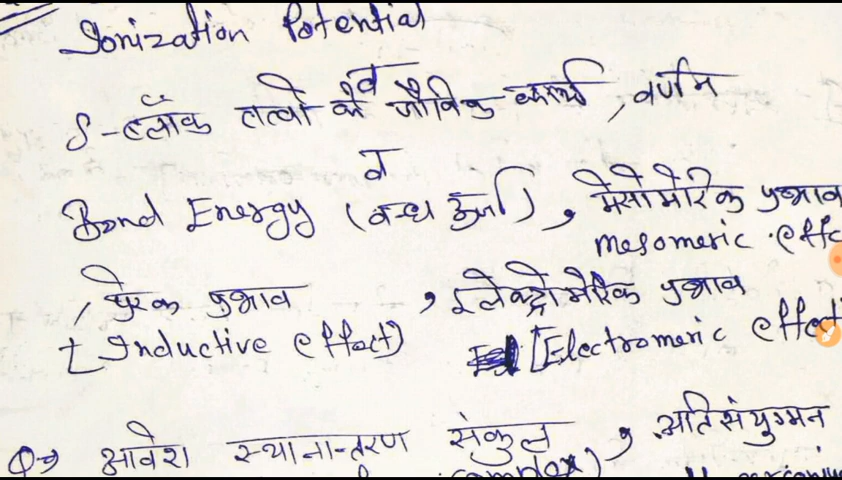 Ionization Potential
व
S-ब्लॉक तत्वों के जैविक कार्य, वर्णन
व
Bond Energy (बन्ध ऊर्जा), मेसोमेरिक प्रभाव
mesomeric effe
, प्रेरक प्रभाव, इलेक्ट्रोमेरिक प्रभाव
[Inductive effect) [Electromeric effect
Q→ आवेश स्थानान्तरण संकुल, अतिसंयुग्मन
complex)